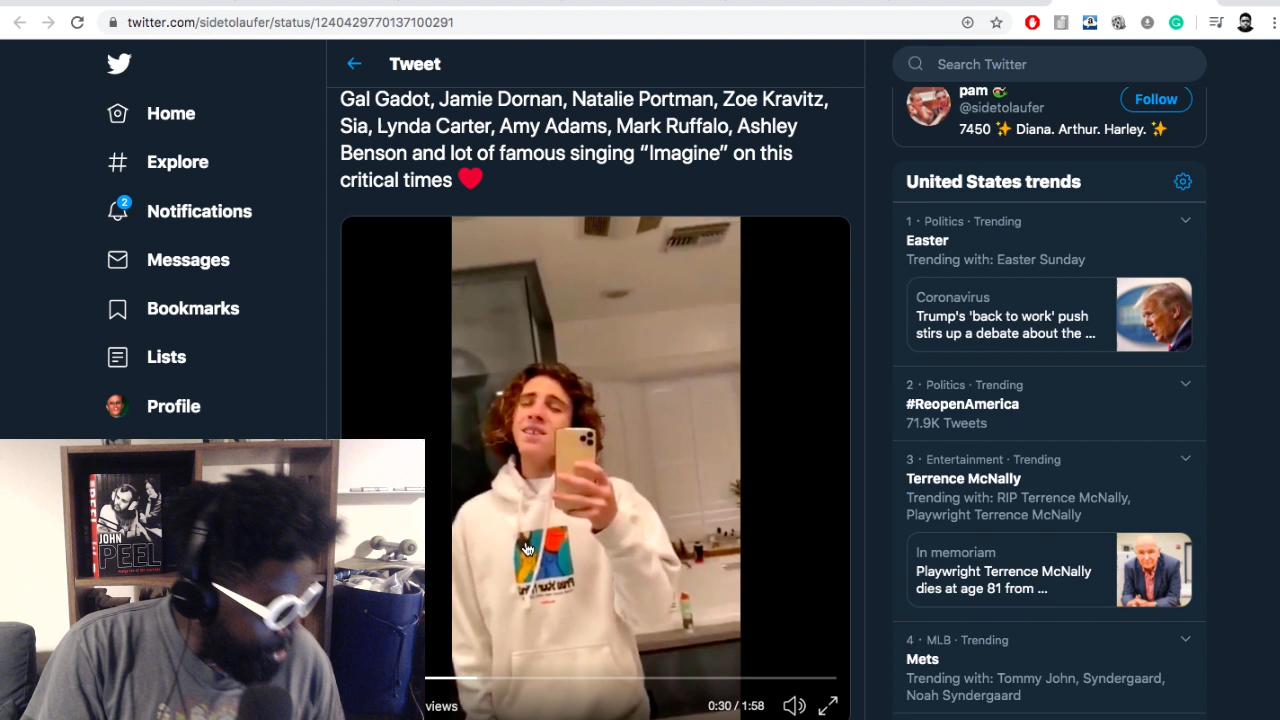 twitter.com/sidetolaufer/status/1240429770137100291
Home
Explore
2
Notifications
Messages
Bookmarks
Lists
Profile
Tweet
Gal Gadot, Jamie Dornan, Natalie Portman, Zoe Kravitz,
Sia, Lynda Carter, Amy Adams, Mark Ruffalo, Ashley
Benson and lot of famous singing “Imagine” on this
critical times ❤️
views
0:30 / 1:58
JOHN
PEEL
Search Twitter
pam
@sidetolaufer
Follow
7450 ✨ Diana. Arthur. Harley. ✨
United States trends
1 · Politics · Trending
Easter
Trending with: Easter Sunday
Coronavirus
Trump's 'back to work' push
stirs up a debate about the ...
2 · Politics · Trending
#ReopenAmerica
71.9K Tweets
3 · Entertainment · Trending
Terrence McNally
Trending with: RIP Terrence McNally,
Playwright Terrence McNally
In memoriam
Playwright Terrence McNally
dies at age 81 from ...
4 · MLB · Trending
Mets
Trending with: Tommy John, Syndergaard,
Noah Syndergaard